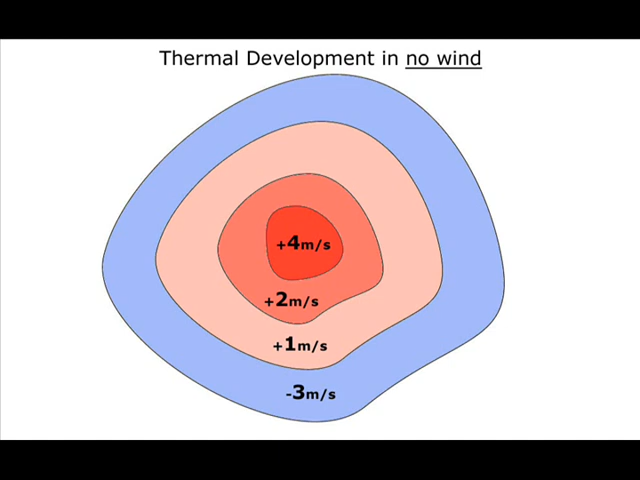 Thermal Development in no wind
+4m/s
+2m/s
+1m/s
-3m/s